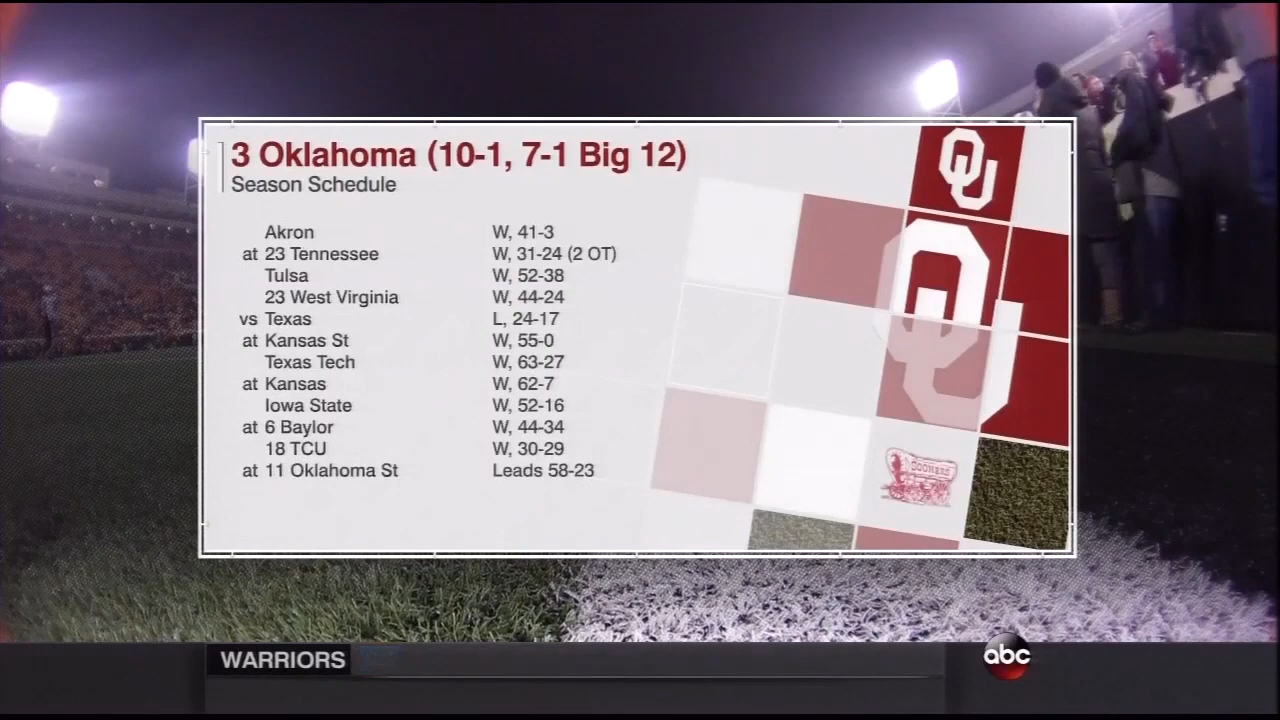 3 Oklahoma (10-1, 7-1 Big 12)
Season Schedule
Akron W, 41-3
at 23 Tennessee W, 31-24 (2 OT)
Tulsa W, 52-38
23 West Virginia W, 44-24
vs Texas L, 24-17
at Kansas St W, 55-0
Texas Tech W, 63-27
at Kansas W, 62-7
Iowa State W, 52-16
at 6 Baylor W, 44-34
18 TCU W, 30-29
at 11 Oklahoma St Leads 58-23
OU
OU
SOONERS
WARRIORS
abc